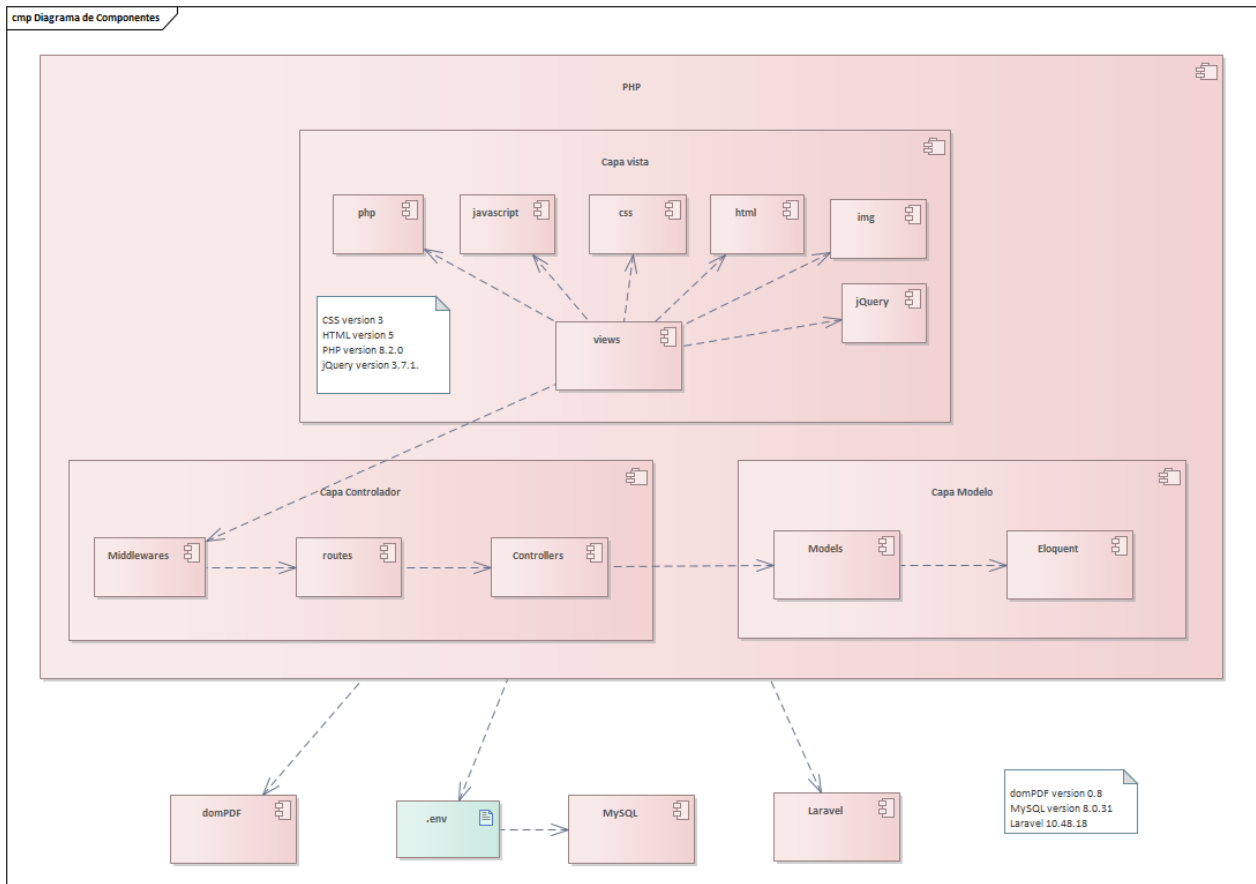 cmp Diagrama de Componentes
PHP
Capa vista
php
javascript
css
html
img
jQuery
CSS version 3
HTML version 5
PHP version 8.2.0
jQuery version 3.7.1.
views
Capa Controlador
Middlewares
routes
Controllers
Capa Modelo
Models
Eloquent
domPDF
.env
MySQL
Laravel
domPDF version 0.8
MySQL version 8.0.31
Laravel 10.48.18